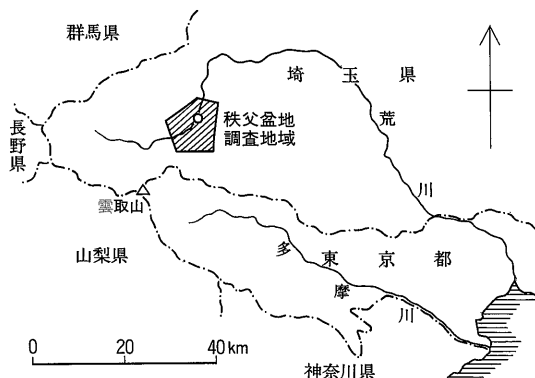 群馬県
埼玉県
秩父盆地
調査地域
荒川
長野県
雲取山
山梨県
多摩川
東京都
神奈川県
0 20 40 km